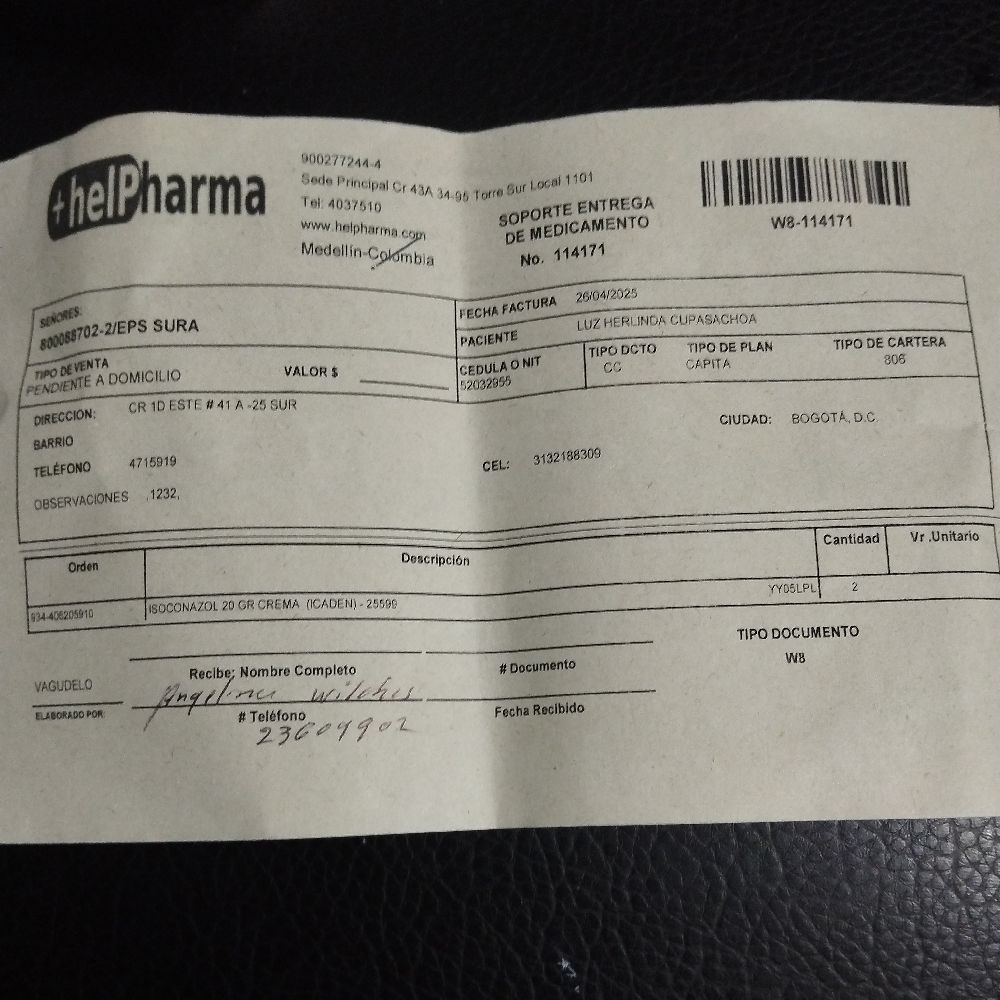 +helPharma
900277244-4
Sede Principal Cr 43A 34-95 Torre Sur Local 1101
Tel: 4037510
www.helpharma.com
Medellín-Colombia
SOPORTE ENTREGA
DE MEDICAMENTO
No. 114171
W8-114171
SEÑORES:
800088702-2/EPS SURA
FECHA FACTURA 26/04/2025
PACIENTE LUZ HERLINDA CUPASACHOA
TIPO DE VENTA
PENDIENTE A DOMICILIO
VALOR $
CEDULA O NIT
52032955
TIPO DCTO
CC
TIPO DE PLAN
CAPITA
TIPO DE CARTERA
806
DIRECCION: CR 1D ESTE # 41 A -25 SUR
CIUDAD: BOGOTÁ, D.C.
BARRIO
TELÉFONO 4715919
CEL: 3132188309
OBSERVACIONES ,1232,
Orden Descripción Cantidad Vr .Unitario
934-406205910 ISOCONAZOL 20 GR CREMA (ICADEN) - 25599 YY05LPL 2
TIPO DOCUMENTO
W8
Recibe: Nombre Completo # Documento
VAGUDELO
ELABORADO POR:
Angelina wilches
# Teléfono Fecha Recibido
23609902